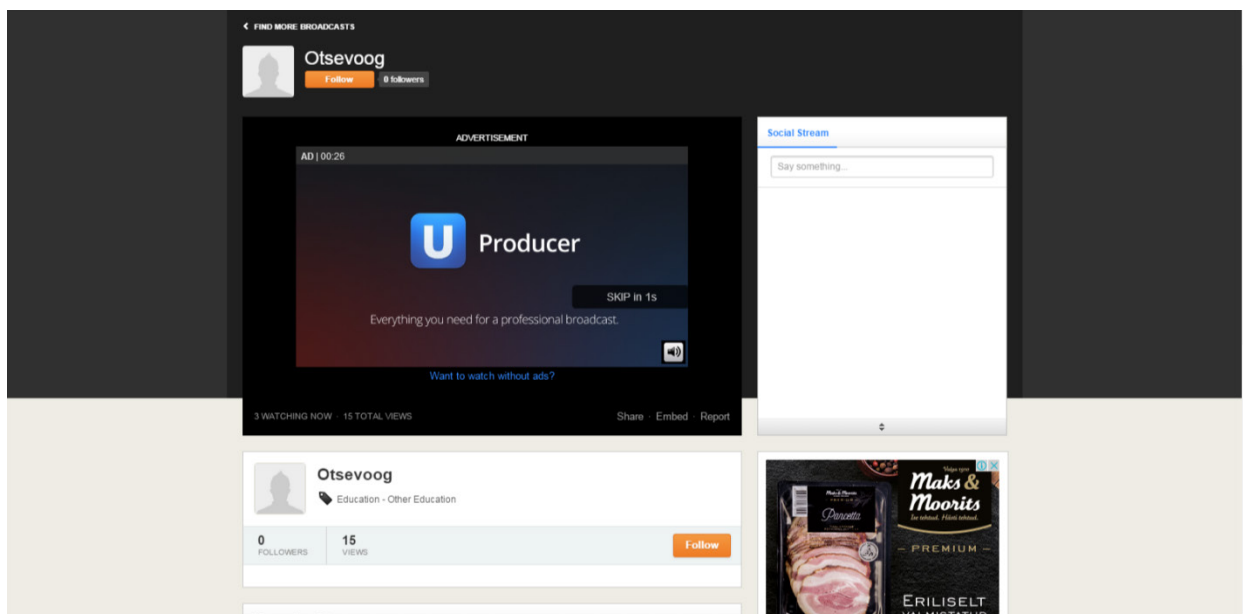 FIND MORE BROADCASTS
Otsevoog
Follow 0 followers
ADVERTISEMENT
AD | 00:26
U Producer
SKIP in 1s
Everything you need for a professional broadcast.
Want to watch without ads?
3 WATCHING NOW · 15 TOTAL VIEWS
Share · Embed · Report
Social Stream
Say something...
Otsevoog
Education - Other Education
0
FOLLOWERS
15
VIEWS
Follow
Maks &
Moorits
PREMIUM
ERILISELT
Maks & Moorits
Pancetta